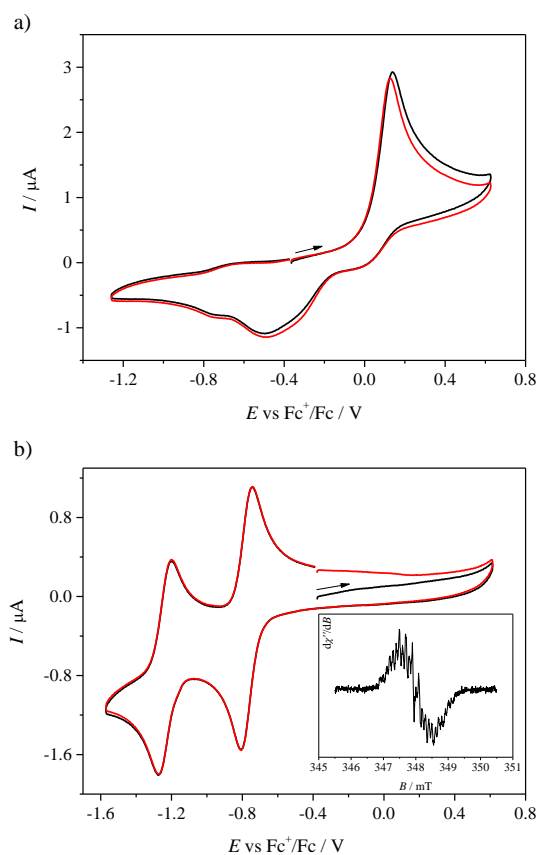 a)
3
2
1
0
-1
I / μA
-1.2 -0.8 -0.4 0.0 0.4 0.8
E vs Fc⁺/Fc / V
b)
0.8
0.0
-0.8
-1.6
I / μA
dχ''/dB
345 346 347 348 349 350 351
B / mT
-1.6 -1.2 -0.8 -0.4 0.0 0.4 0.8
E vs Fc⁺/Fc / V